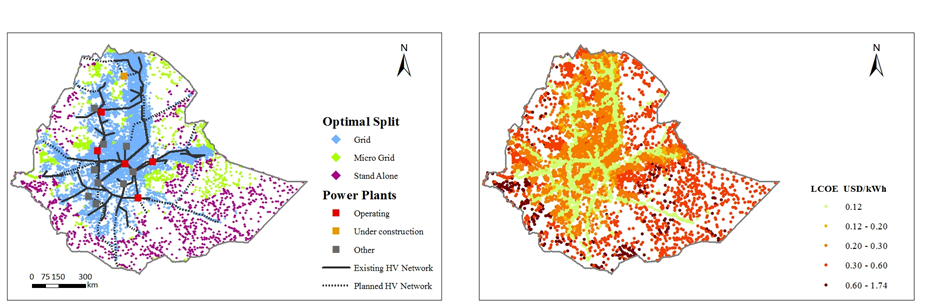 N
Optimal Split
Grid
Micro Grid
Stand Alone
Power Plants
Operating
Under construction
Other
Existing HV Network
Planned HV Network
0 75 150 300
km
N
LCOE USD/kWh
0.12
0.12 - 0.20
0.20 - 0.30
0.30 - 0.60
0.60 - 1.74